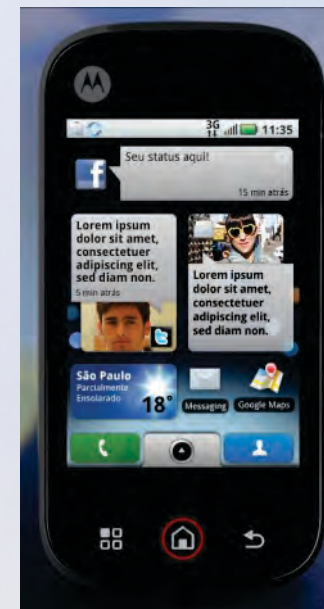 3G
11:35
f
Seu status aqui!
15 min atrás
Lorem ipsum
dolor sit amet,
consectetuer
adipiscing elit,
sed diam non.
5 min atrás
Lorem ipsum
dolor sit amet,
consectetuer
adipiscing elit,
sed diam non.
São Paulo
Parcialmente
Ensolarado
18°
Messaging
Google Maps